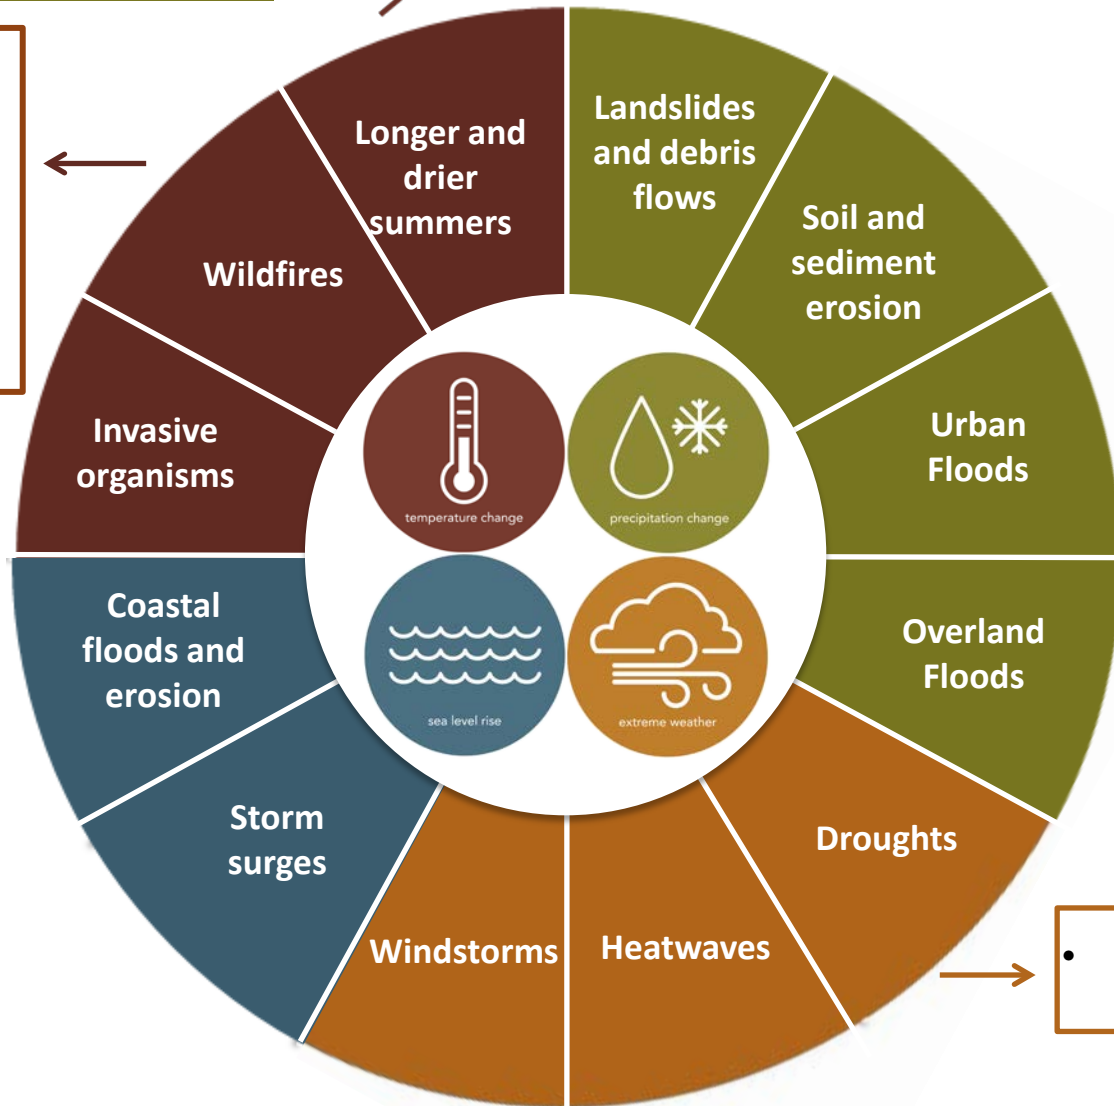 Longer and
drier
summers
Landslides
and debris
flows
Soil and
sediment
erosion
Wildfires
Urban
Floods
Invasive
organisms
temperature change
precipitation change
Coastal
floods and
erosion
Overland
Floods
sea level rise
extreme weather
Storm
surges
Droughts
Windstorms
Heatwaves
•